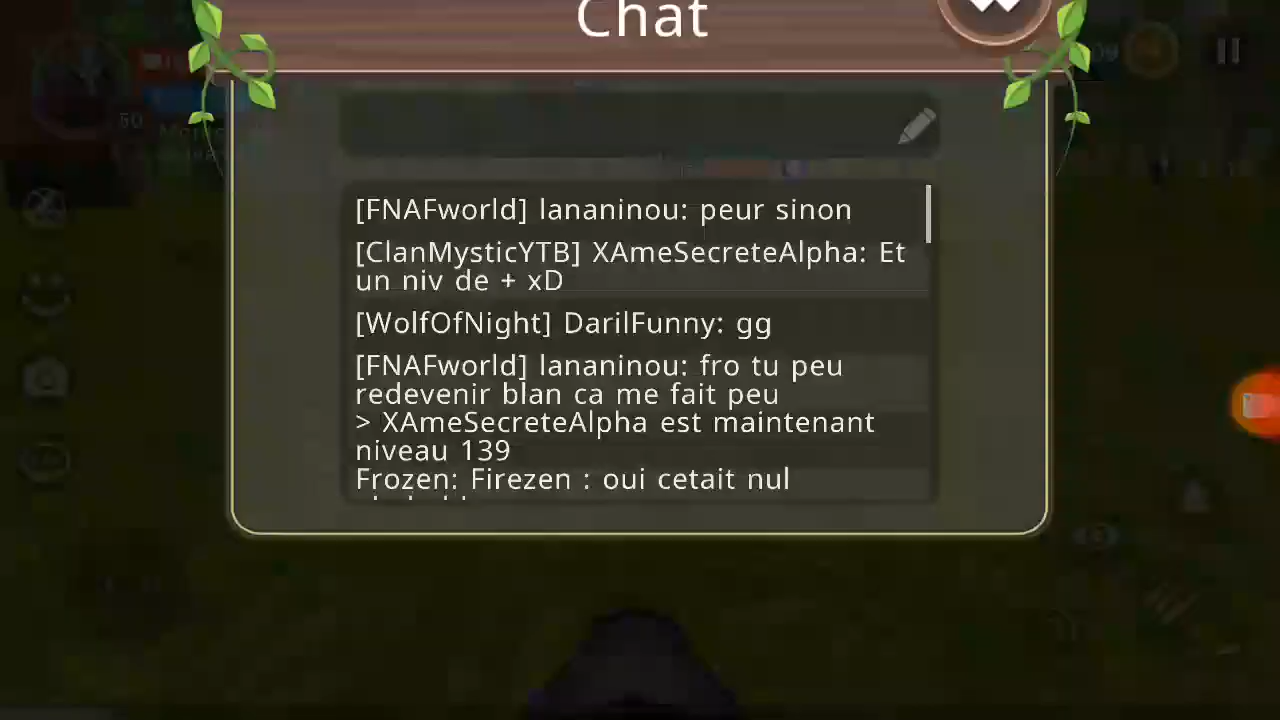 Chat
50
[FNAFworld] lananinou: peur sinon
[ClanMysticYTB] XAmeSecreteAlpha: Et
un niv de + xD
[WolfOfNight] DarilFunny: gg
[FNAFworld] lananinou: fro tu peu
redevenir blan ca me fait peu
> XAmeSecreteAlpha est maintenant
niveau 139
Frozen: Firezen : oui cetait nul